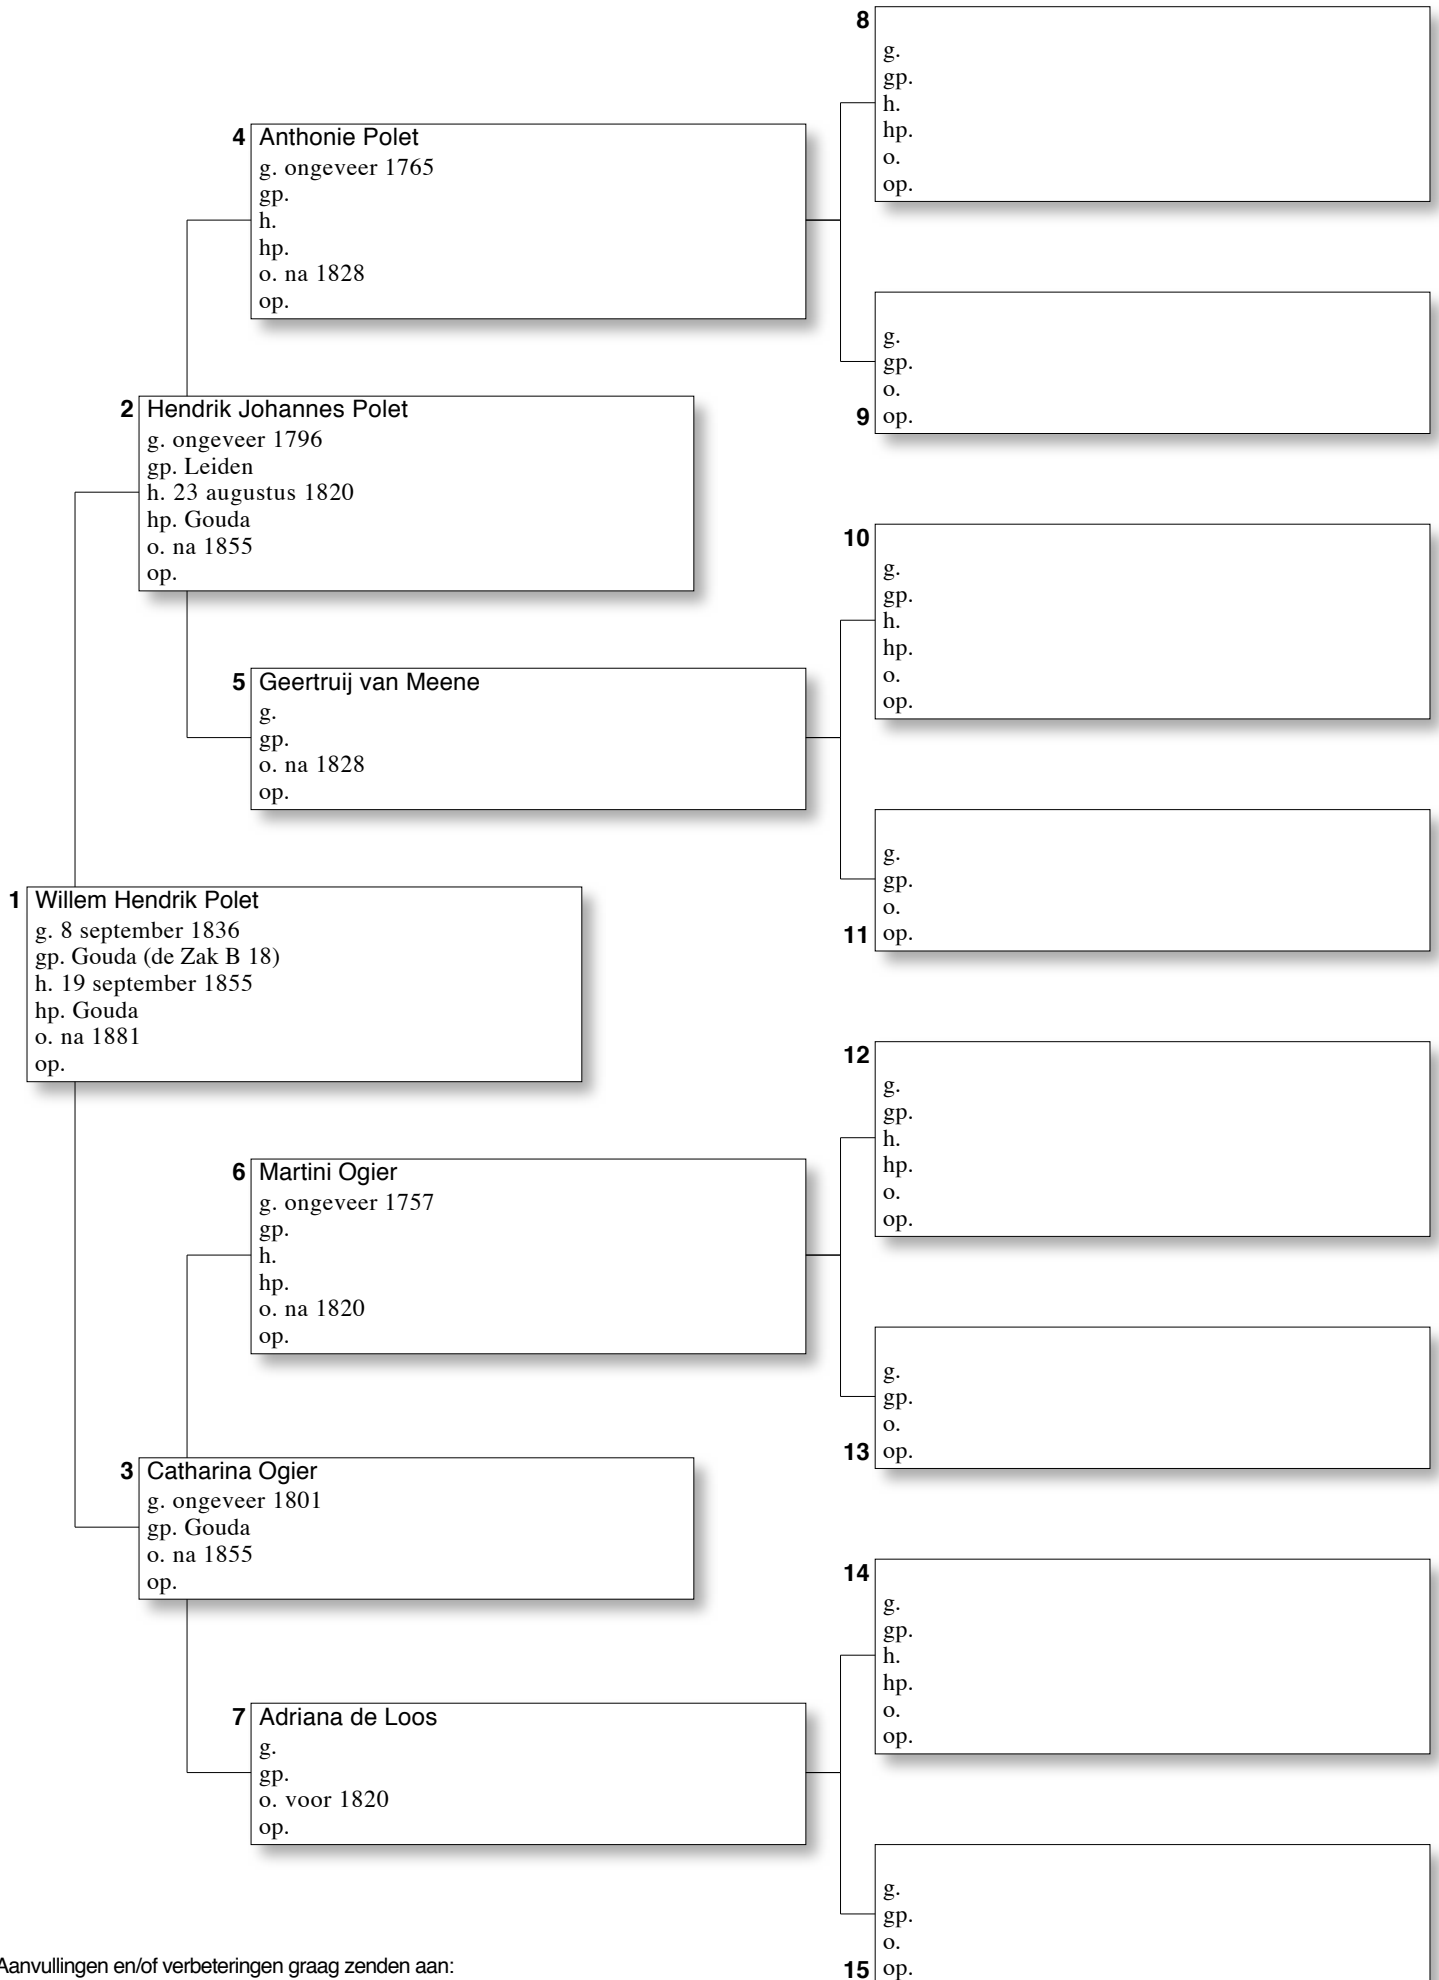 8
g.
gp.
h.
hp.
o.
op.
4 Anthonie Polet
g. ongeveer 1765
gp.
h.
hp.
o. na 1828
op.
g.
gp.
o.
9 op.
2 Hendrik Johannes Polet
g. ongeveer 1796
gp. Leiden
h. 23 augustus 1820
hp. Gouda
o. na 1855
op.
10
g.
gp.
h.
hp.
o.
op.
5 Geertruij van Meene
g.
gp.
o. na 1828
op.
g.
gp.
o.
11 op.
1 Willem Hendrik Polet
g. 8 september 1836
gp. Gouda (de Zak B 18)
h. 19 september 1855
hp. Gouda
o. na 1881
op.
12
g.
gp.
h.
hp.
o.
op.
6 Martini Ogier
g. ongeveer 1757
gp.
h.
hp.
o. na 1820
op.
g.
gp.
o.
13 op.
3 Catharina Ogier
g. ongeveer 1801
gp. Gouda
o. na 1855
op.
14
g.
gp.
h.
hp.
o.
op.
7 Adriana de Loos
g.
gp.
o. voor 1820
op.
g.
gp.
o.
15 op.
Aanvullingen en/of verbeteringen graag zenden aan: